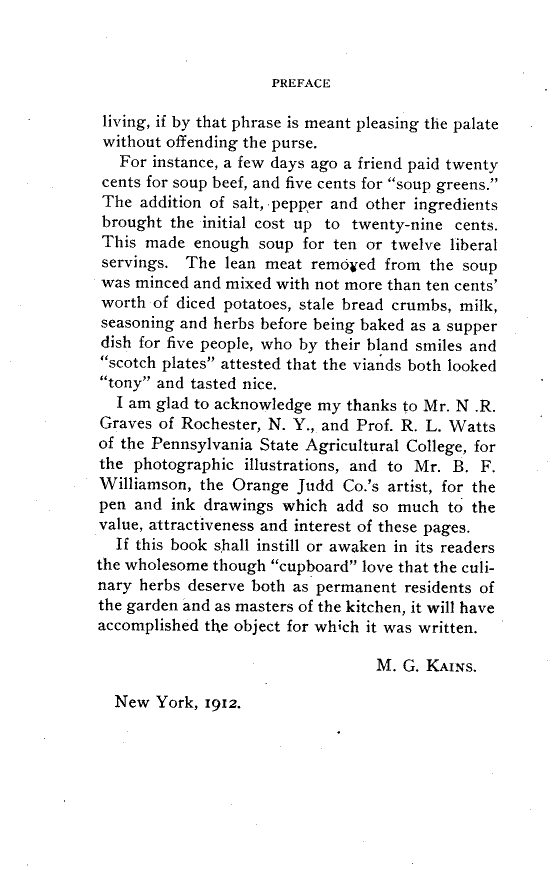 PREFACE
living, if by that phrase is meant pleasing the palate
without offending the purse.
For instance, a few days ago a friend paid twenty
cents for soup beef, and five cents for “soup greens.”
The addition of salt, pepper and other ingredients
brought the initial cost up to twenty-nine cents.
This made enough soup for ten or twelve liberal
servings. The lean meat removed from the soup
was minced and mixed with not more than ten cents’
worth of diced potatoes, stale bread crumbs, milk,
seasoning and herbs before being baked as a supper
dish for five people, who by their bland smiles and
“scotch plates” attested that the viands both looked
“tony” and tasted nice.
I am glad to acknowledge my thanks to Mr. N .R.
Graves of Rochester, N. Y., and Prof. R. L. Watts
of the Pennsylvania State Agricultural College, for
the photographic illustrations, and to Mr. B. F.
Williamson, the Orange Judd Co.’s artist, for the
pen and ink drawings which add so much to the
value, attractiveness and interest of these pages.
If this book shall instill or awaken in its readers
the wholesome though “cupboard” love that the culi-
nary herbs deserve both as permanent residents of
the garden and as masters of the kitchen, it will have
accomplished the object for which it was written.
M. G. KAINS.
New York, 1912.